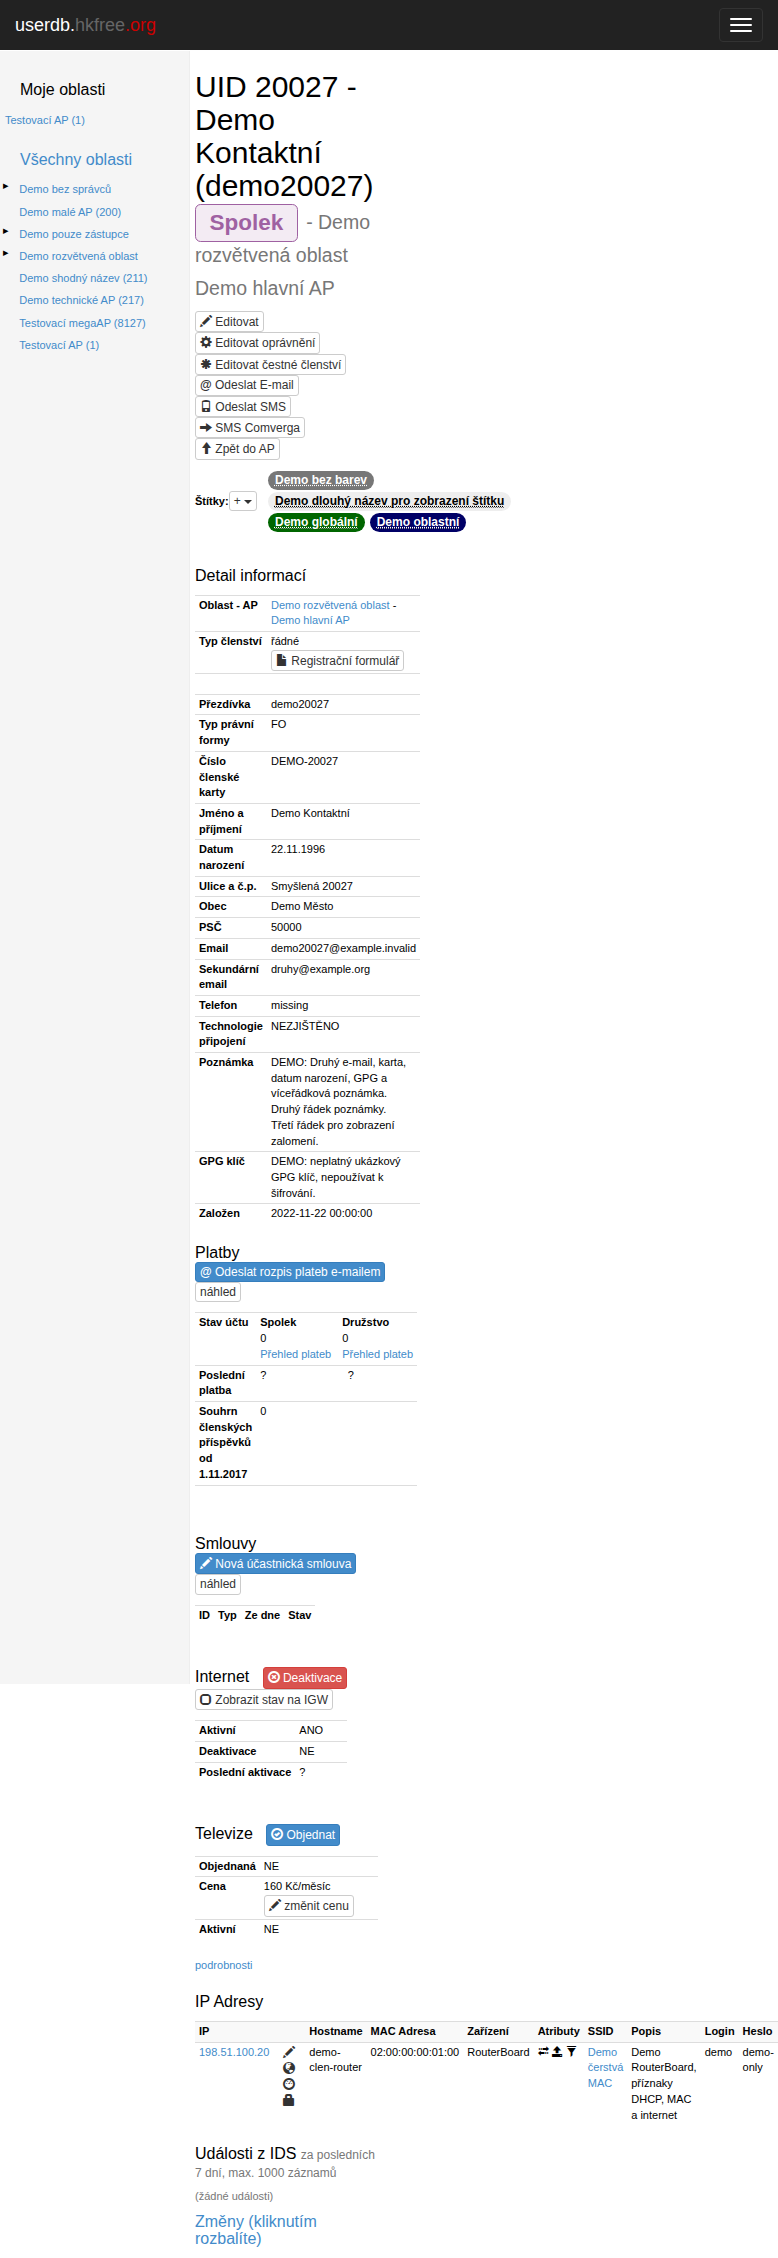 userdb.hkfree.org
Moje oblasti
Testovací AP (1)
Všechny oblasti
Demo bez správců
Demo malé AP (200)
Demo pouze zástupce
Demo rozvětvená oblast
Demo shodný název (211)
Demo technické AP (217)
Testovací megaAP (8127)
Testovací AP (1)
UID 20027 -
Demo
Kontaktní
(demo20027)
Spolek - Demo
rozvětvená oblast
Demo hlavní AP
Editovat
Editovat oprávnění
Editovat čestné členství
@ Odeslat E-mail
Odeslat SMS
SMS Comverga
Zpět do AP
Štítky: +
Demo bez barev
Demo dlouhý název pro zobrazení štítku
Demo globální Demo oblastní
Detail informací
Oblast - AP Demo rozvětvená oblast -
Demo hlavní AP
Typ členství řádné
Registrační formulář
Přezdívka demo20027
Typ právní FO
formy
Číslo DEMO-20027
členské
karty
Jméno a Demo Kontaktní
příjmení
Datum 22.11.1996
narození
Ulice a č.p. Smyšlená 20027
Obec Demo Město
PSČ 50000
Email demo20027@example.invalid
Sekundární druhy@example.org
email
Telefon missing
Technologie NEZJIŠTĚNO
připojení
Poznámka DEMO: Druhý e-mail, karta,
datum narození, GPG a
víceřádková poznámka.
Druhý řádek poznámky.
Třetí řádek pro zobrazení
zalomení.
GPG klíč DEMO: neplatný ukázkový
GPG klíč, nepoužívat k
šifrování.
Založen 2022-11-22 00:00:00
Platby
@ Odeslat rozpis plateb e-mailem
náhled
Stav účtu Spolek Družstvo
0 0
Přehled plateb Přehled plateb
Poslední ? ?
platba
Souhrn 0
členských
příspěvků
od
1.11.2017
Smlouvy
Nová účastnická smlouva
náhled
ID Typ Ze dne Stav
Internet Deaktivace
Zobrazit stav na IGW
Aktivní ANO
Deaktivace NE
Poslední aktivace ?
Televize Objednat
Objednaná NE
Cena 160 Kč/měsíc
změnit cenu
Aktivní NE
podrobnosti
IP Adresy
IP Hostname MAC Adresa Zařízení Atributy SSID Popis Login Heslo
198.51.100.20 demo- 02:00:00:00:01:00 RouterBoard Demo Demo demo demo-
clen-router čerstvá RouterBoard, only
MAC příznaky
DHCP, MAC
a internet
Události z IDS za posledních
7 dní, max. 1000 záznamů
(žádné události)
Změny (kliknutím
rozbalíte)